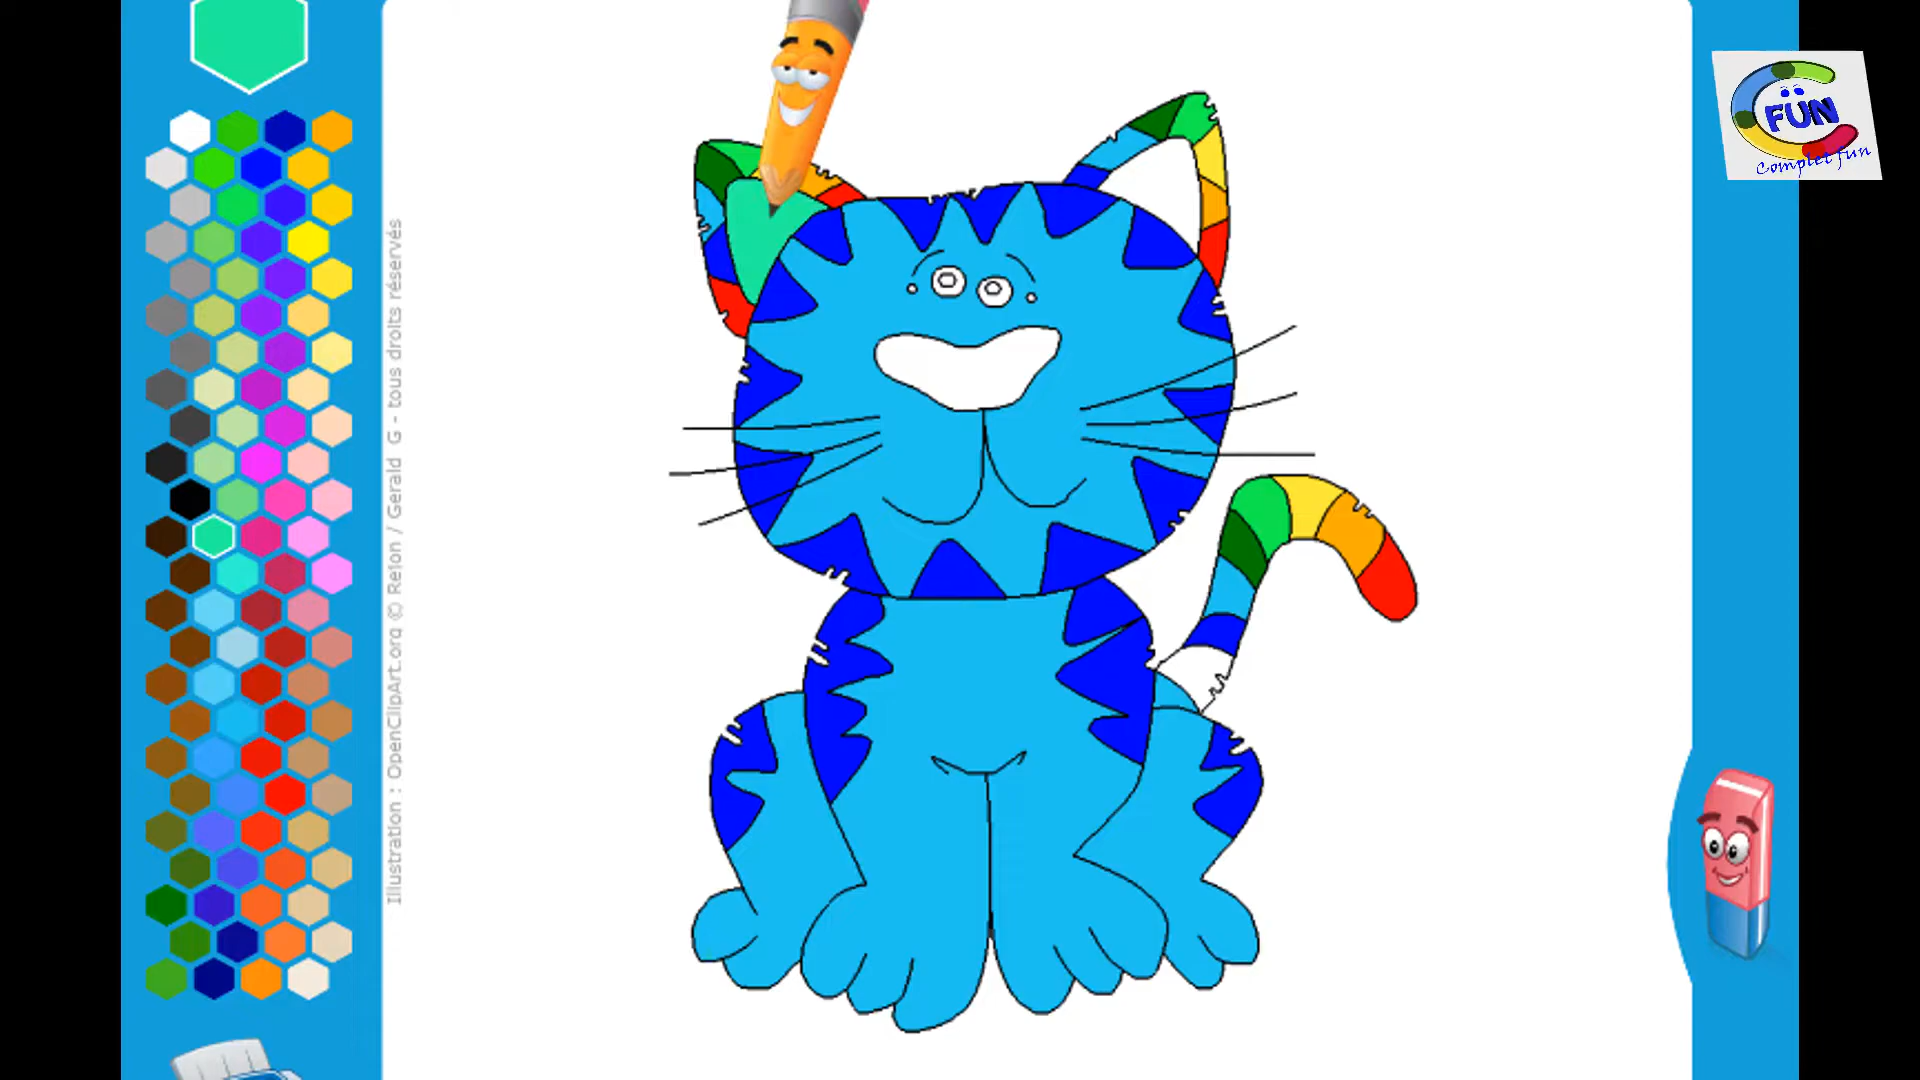 Illustration : OpenClipArt.org © Relon / Gerald G - tous droits réservés
FÜN
Complet fun